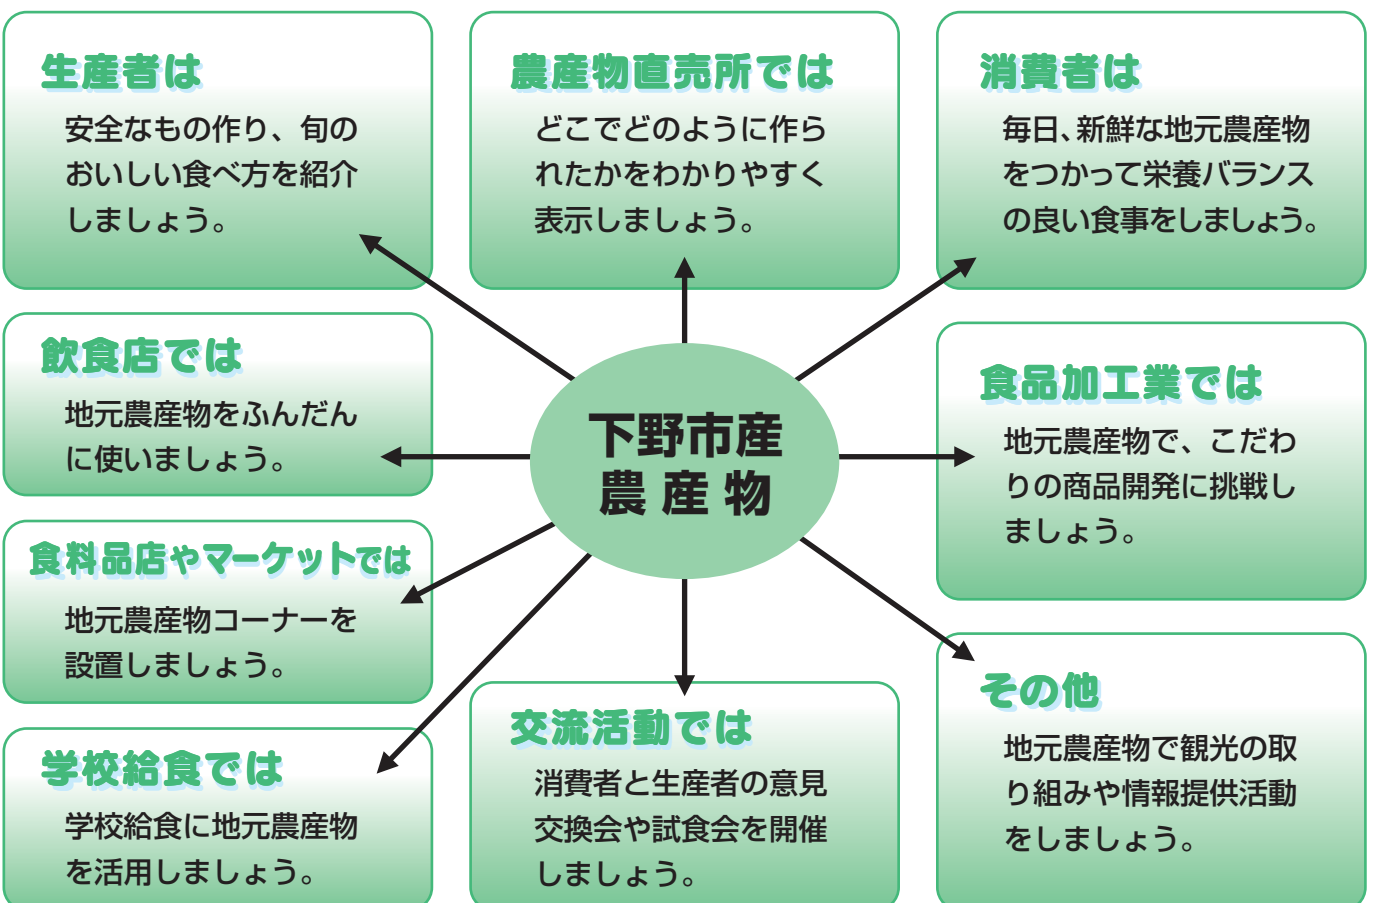 生産者は
安全なもの作り、旬の
おいしい食べ方を紹介
しましょう。
農産物直売所では
どこでどのように作ら
れたかをわかりやすく
表示しましょう。
消費者は
毎日、新鮮な地元農産物
をつかって栄養バランス
の良い食事をしましょう。
飲食店では
地元農産物をふんだん
に使いましょう。
下野市産
農産物
食品加工業では
地元農産物で、こだわ
りの商品開発に挑戦し
ましょう。
食料品店やマーケットでは
地元農産物コーナーを
設置しましょう。
学校給食では
学校給食に地元農産物
を活用しましょう。
交流活動では
消費者と生産者の意見
交換会や試食会を開催
しましょう。
その他
地元農産物で観光の取
り組みや情報提供活動
をしましょう。